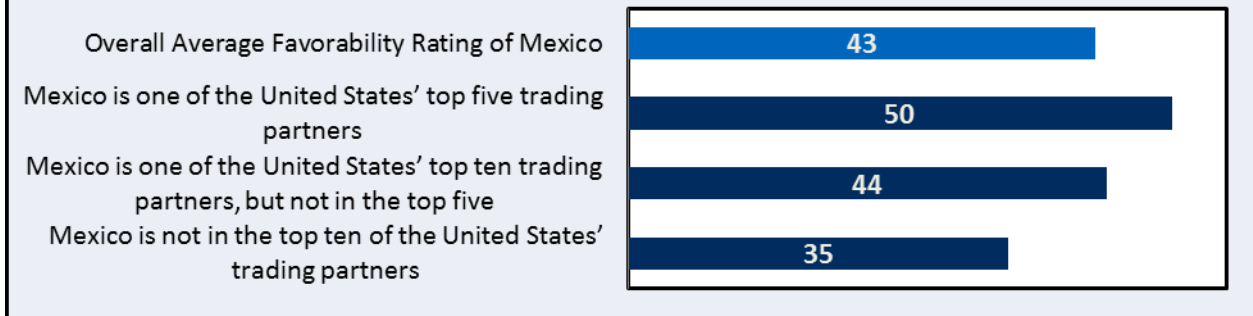 Overall Average Favorability Rating of Mexico
43
Mexico is one of the United States’ top five trading
partners
50
Mexico is one of the United States’ top ten trading
partners, but not in the top five
44
Mexico is not in the top ten of the United States’
trading partners
35